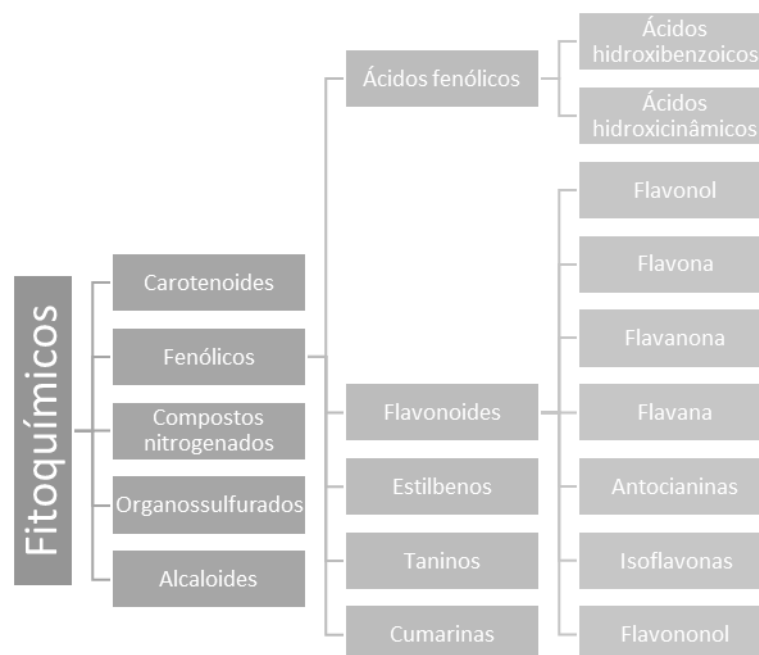 Fitoquímicos
Carotenoides
Fenólicos
Compostos
nitrogenados
Organossulfurados
Alcaloides
Ácidos fenólicos
Flavonoides
Estilbenos
Taninos
Cumarinas
Ácidos
hidroxibenzoicos
Ácidos
hidroxicinâmicos
Flavonol
Flavona
Flavanona
Flavana
Antocianinas
Isoflavonas
Flavononol